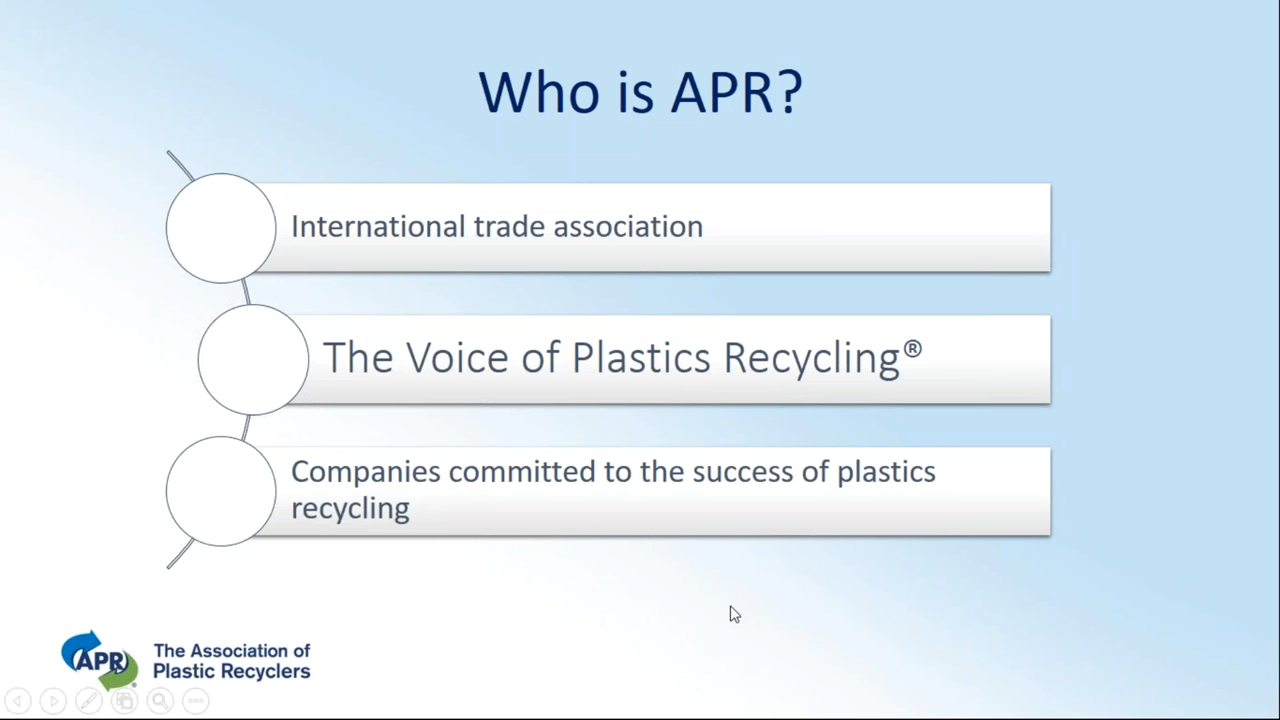 Who is APR?
International trade association
The Voice of Plastics Recycling®
Companies committed to the success of plastics
recycling
APR®
The Association of
Plastic Recyclers